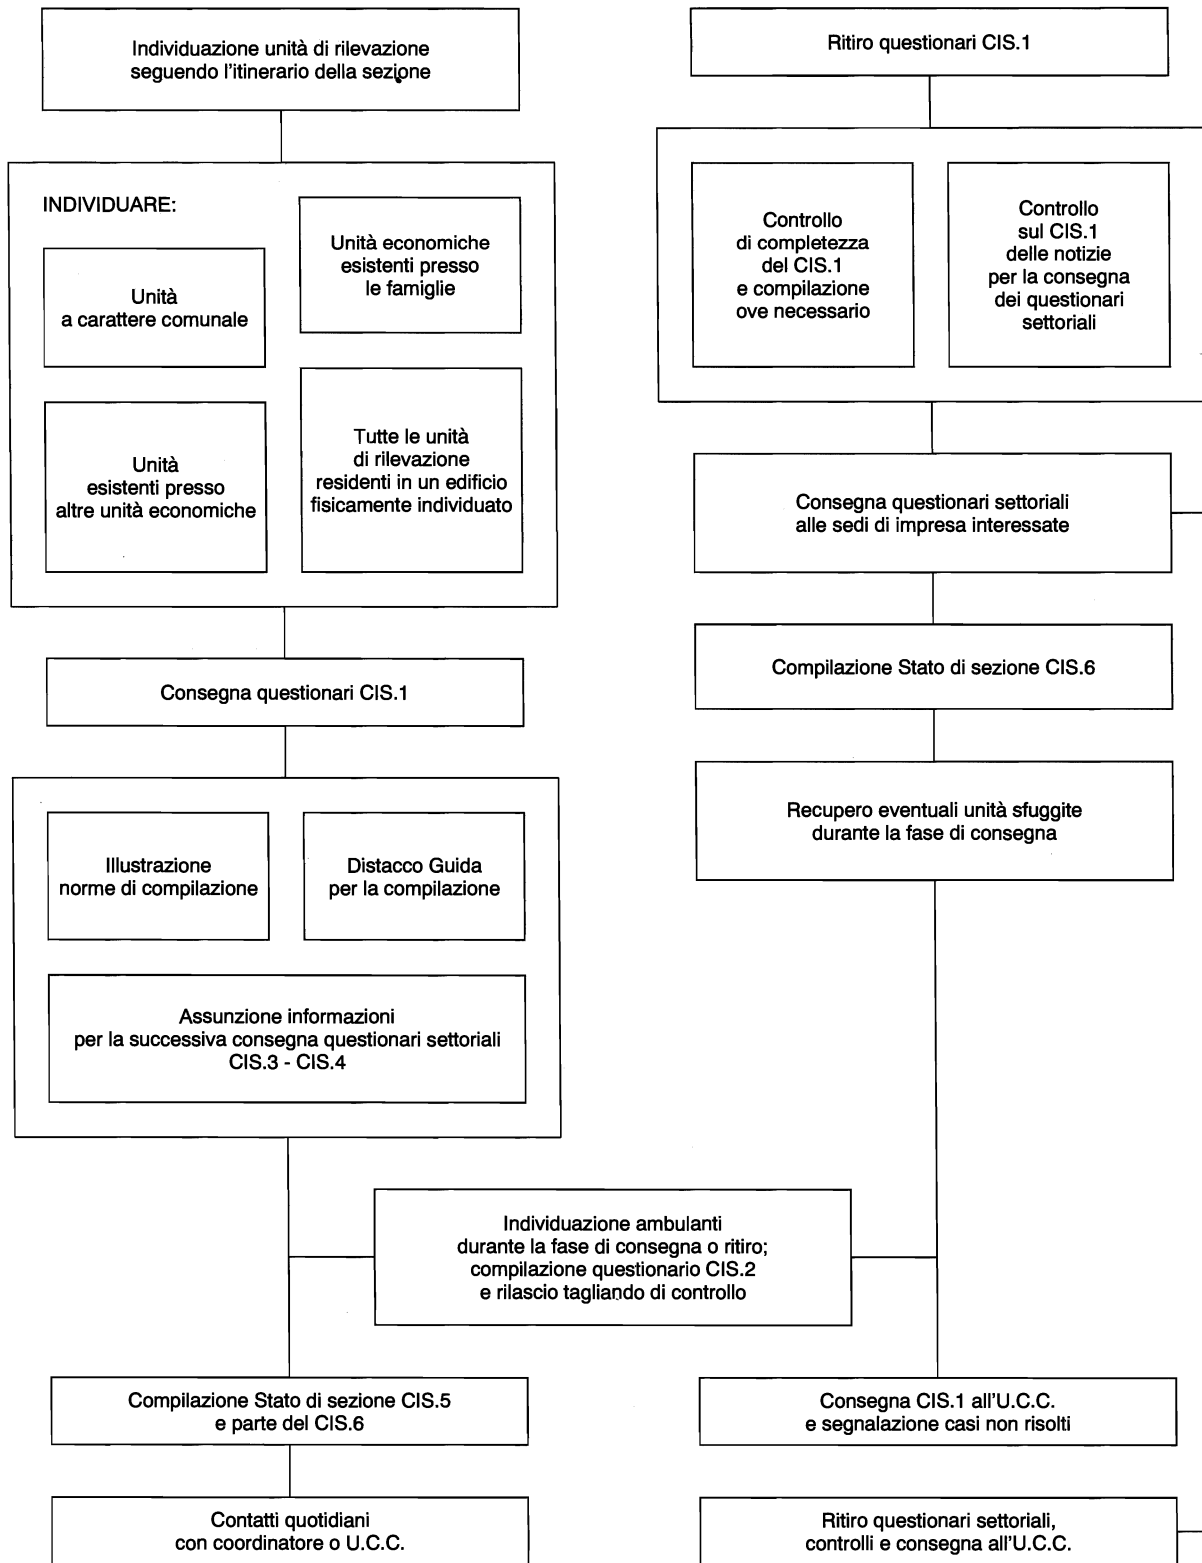 Individuazione unità di rilevazione
seguendo l'itinerario della sezione
INDIVIDUARE:
Unità
a carattere comunale
Unità economiche
esistenti presso
le famiglie
Unità
esistenti presso
altre unità economiche
Tutte le unità
di rilevazione
residenti in un edificio
fisicamente individuato
Consegna questionari CIS.1
Illustrazione
norme di compilazione
Distacco Guida
per la compilazione
Assunzione informazioni
per la successiva consegna questionari settoriali
CIS.3 - CIS.4
Ritiro questionari CIS.1
Controllo
di completezza
del CIS.1
e compilazione
ove necessario
Controllo
sul CIS.1
delle notizie
per la consegna
dei questionari
settoriali
Consegna questionari settoriali
alle sedi di impresa interessate
Compilazione Stato di sezione CIS.6
Recupero eventuali unità sfuggite
durante la fase di consegna
Individuazione ambulanti
durante la fase di consegna o ritiro;
compilazione questionario CIS.2
e rilascio tagliando di controllo
Compilazione Stato di sezione CIS.5
e parte del CIS.6
Contatti quotidiani
con coordinatore o U.C.C.
Consegna CIS.1 all'U.C.C.
e segnalazione casi non risolti
Ritiro questionari settoriali,
controlli e consegna all'U.C.C.